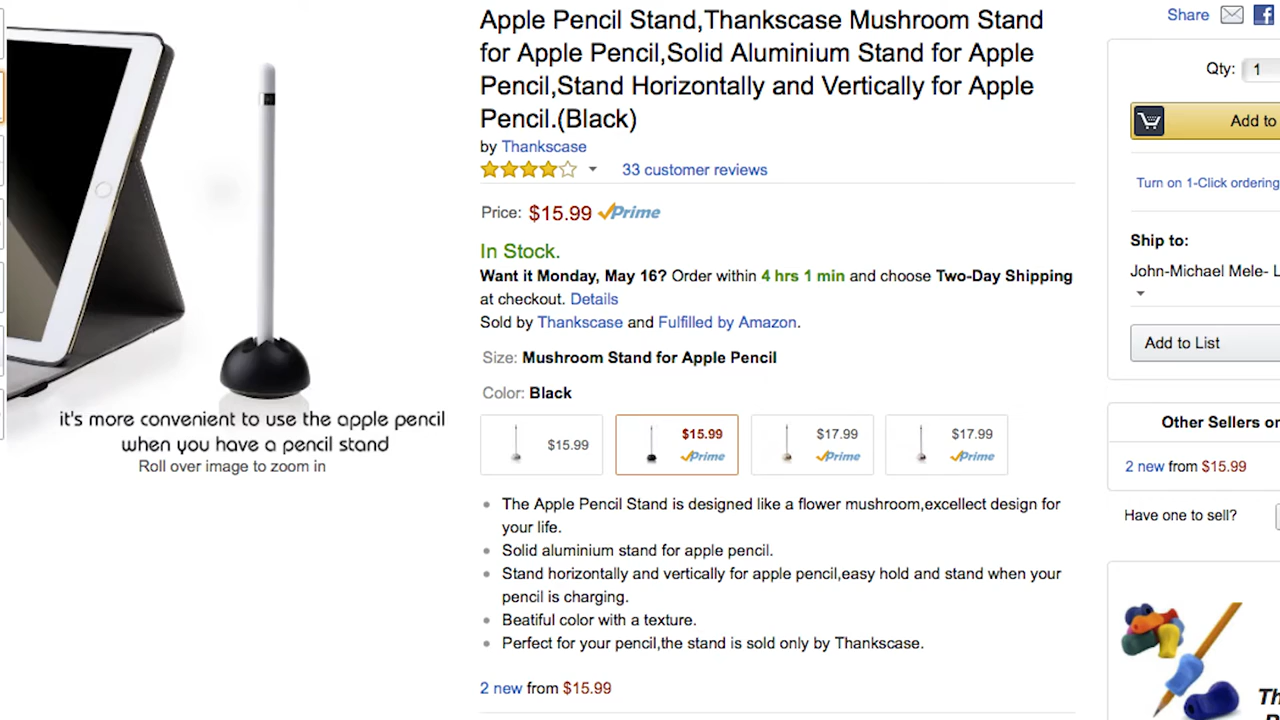 Apple Pencil Stand,Thankscase Mushroom Stand
for Apple Pencil,Solid Aluminium Stand for Apple
Pencil,Stand Horizontally and Vertically for Apple
Pencil.(Black)
by Thankscase
33 customer reviews
Price: $15.99 Prime
In Stock.
Want it Monday, May 16? Order within 4 hrs 1 min and choose Two-Day Shipping
at checkout. Details
Sold by Thankscase and Fulfilled by Amazon.
Size: Mushroom Stand for Apple Pencil
Color: Black
$15.99
$15.99
Prime
$17.99
Prime
$17.99
Prime
The Apple Pencil Stand is designed like a flower mushroom,excellect design for
your life.
Solid aluminium stand for apple pencil.
Stand horizontally and vertically for apple pencil,easy hold and stand when your
pencil is charging.
Beatiful color with a texture.
Perfect for your pencil,the stand is sold only by Thankscase.
2 new from $15.99
it's more convenient to use the apple pencil
when you have a pencil stand
Roll over image to zoom in
Share
Qty: 1
Add to
Turn on 1-Click ordering
Ship to:
John-Michael Mele- L
Add to List
Other Sellers or
2 new from $15.99
Have one to sell?
Th